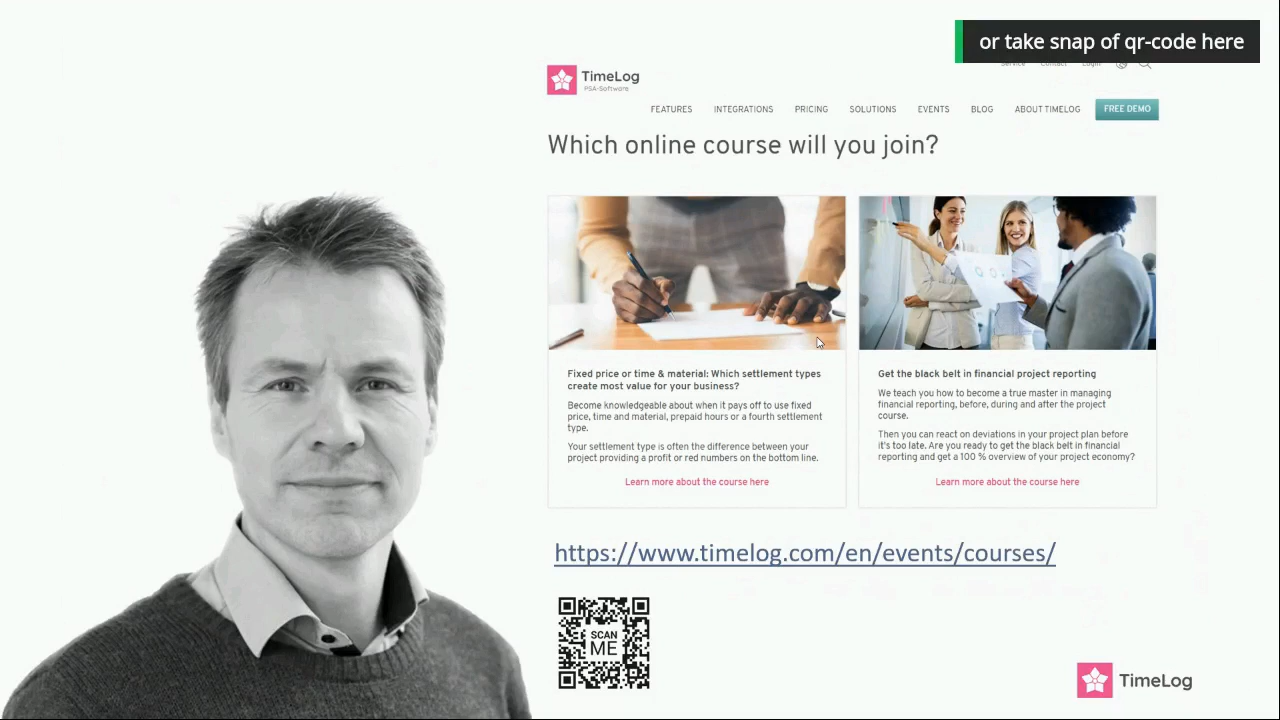 or take snap of qr-code here
Service Contact Login
TimeLog
PSA-Software
FEATURES INTEGRATIONS PRICING SOLUTIONS EVENTS BLOG ABOUT TIMELOG FREE DEMO
Which online course will you join?
Fixed price or time & material: Which settlement types
create most value for your business?
Become knowledgeable about when it pays off to use fixed
price, time and material, prepaid hours or a fourth settlement
type.
Your settlement type is often the difference between your
project providing a profit or red numbers on the bottom line.
Learn more about the course here
Get the black belt in financial project reporting
We teach you how to become a true master in managing
financial reporting, before, during and after the project
course.
Then you can react on deviations in your project plan before
it's too late. Are you ready to get the black belt in financial
reporting and get a 100 % overview of your project economy?
Learn more about the course here
https://www.timelog.com/en/events/courses/
SCAN
ME
TimeLog